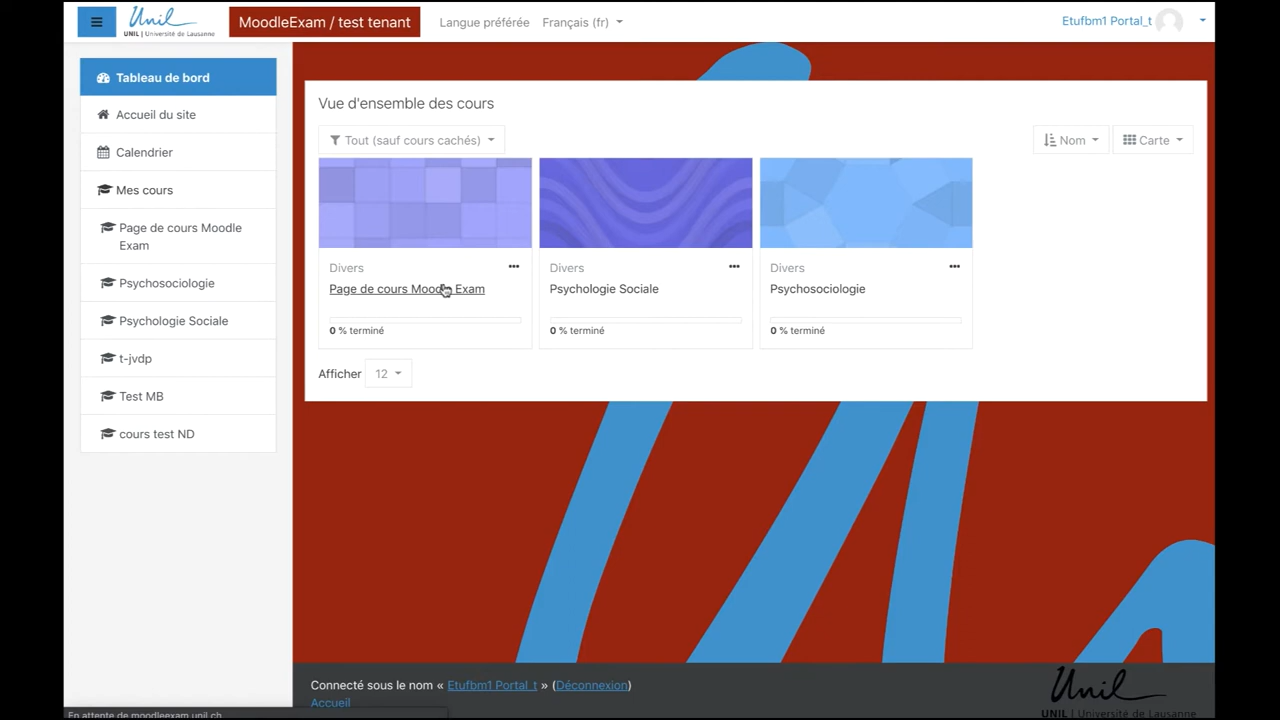 Unil
UNIL | Université de Lausanne
MoodleExam / test tenant
Langue préférée
Français (fr)
Etufbm1 Portal_t
Tableau de bord
Accueil du site
Calendrier
Mes cours
Page de cours Moodle
Exam
Psychosociologie
Psychologie Sociale
t-jvdp
Test MB
cours test ND
Vue d'ensemble des cours
Tout (sauf cours cachés)
Nom
Carte
Divers
Page de cours Moodle Exam
0 % terminé
Divers
Psychologie Sociale
0 % terminé
Divers
Psychosociologie
0 % terminé
Afficher
12
Connecté sous le nom « Etufbm1 Portal_t » (Déconnexion)
Accueil
En attente de moodleexam.unil.ch
Unil
UNIL | Université de Lausanne